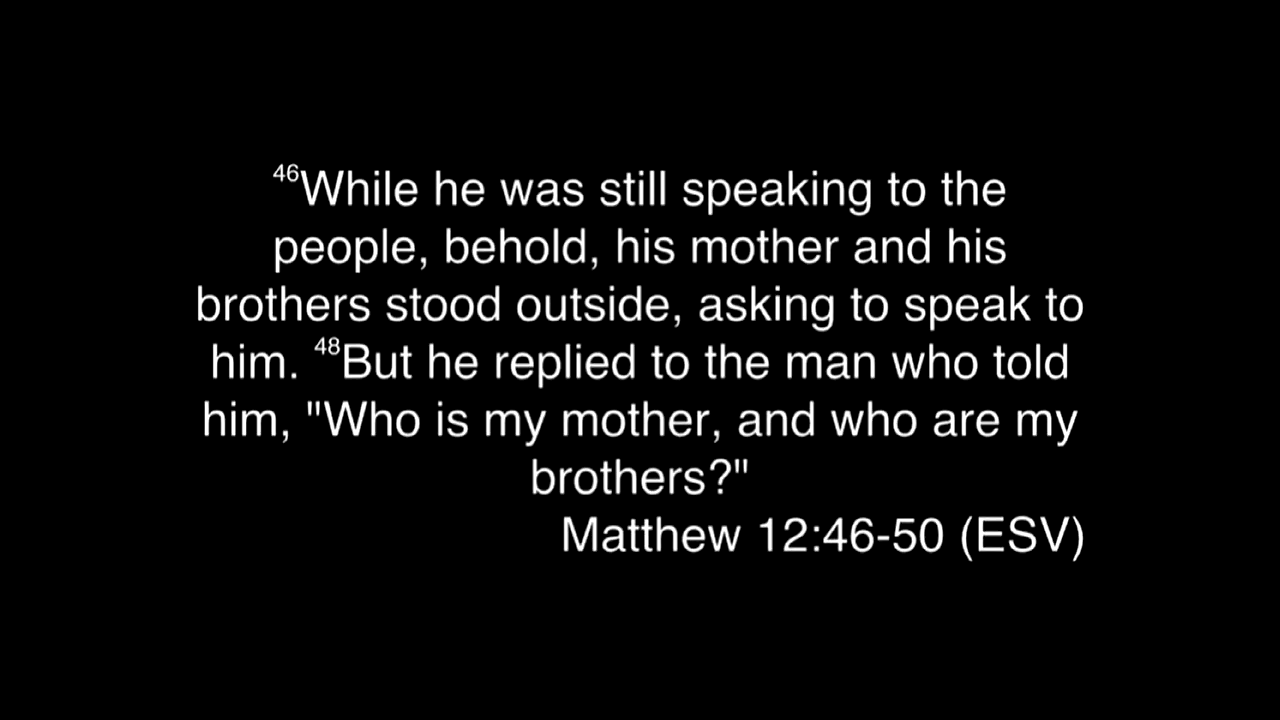 ⁴⁶While he was still speaking to the
people, behold, his mother and his
brothers stood outside, asking to speak to
him. ⁴⁸But he replied to the man who told
him, "Who is my mother, and who are my
brothers?"
Matthew 12:46-50 (ESV)